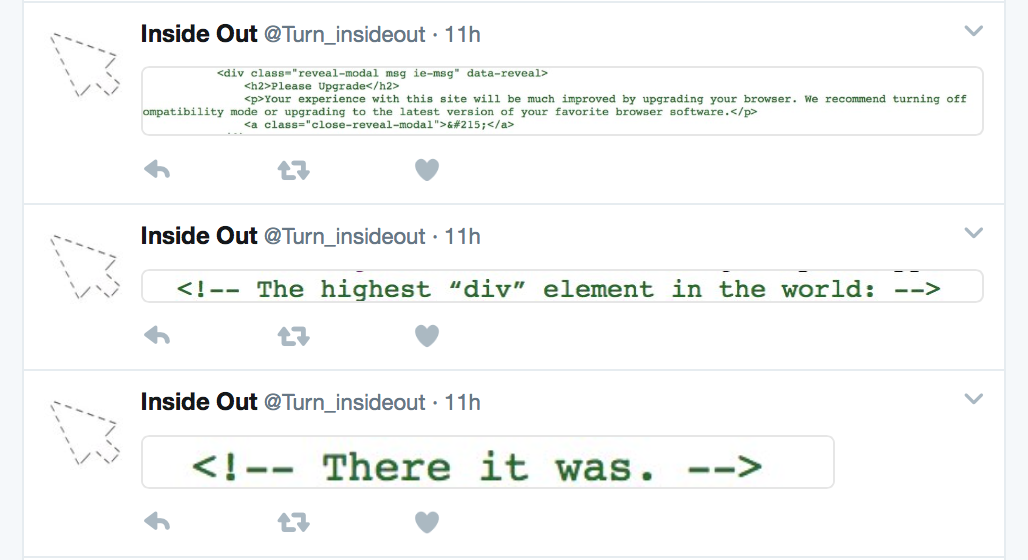 Inside Out @Turn_insideout · 11h
<div class="reveal-modal msg ie-msg" data-reveal>
<h2>Please Upgrade</h2>
<p>Your experience with this site will be much improved by upgrading your browser. We recommend turning off
ompatibility mode or upgrading to the latest version of your favorite browser software.</p>
<a class="close-reveal-modal">&#215;</a>
Inside Out @Turn_insideout · 11h
<!-- The highest “div” element in the world: -->
Inside Out @Turn_insideout · 11h
<!-- There it was. -->